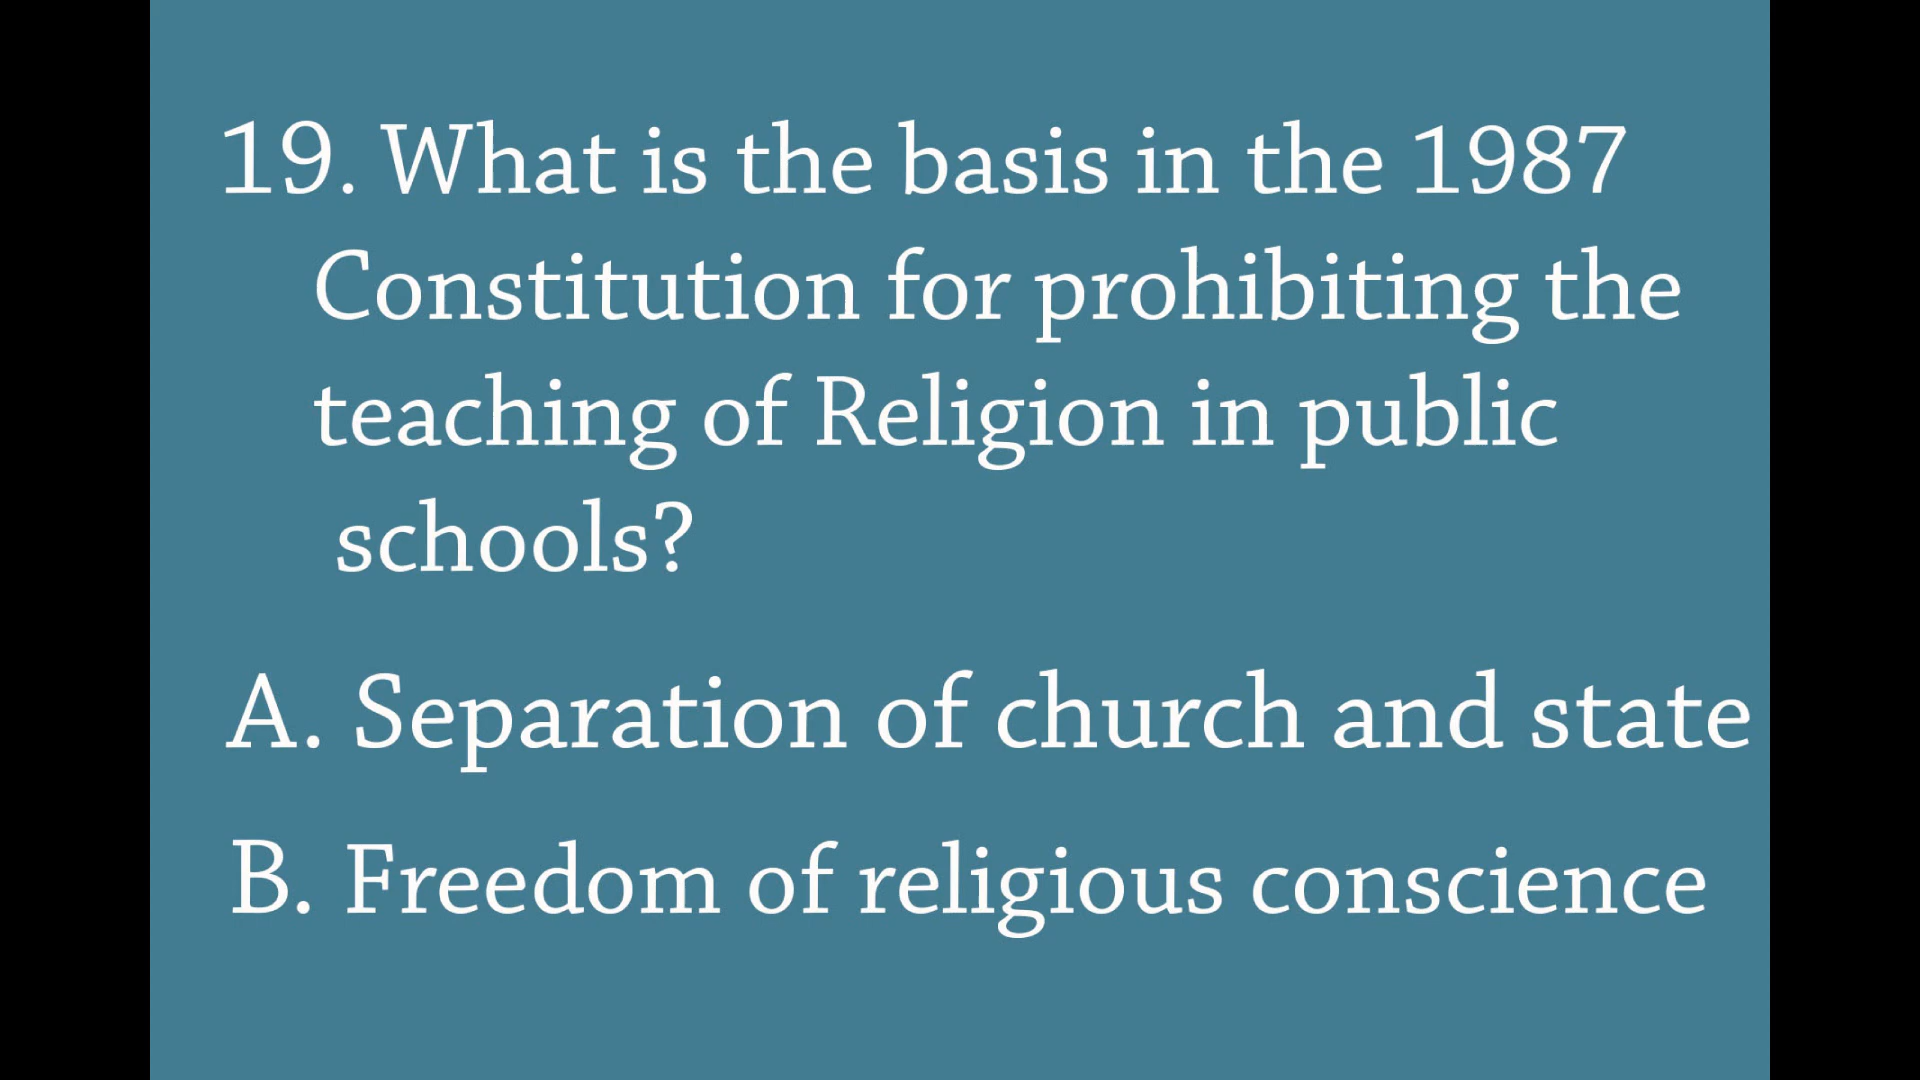 19. What is the basis in the 1987
Constitution for prohibiting the
teaching of Religion in public
schools?
A. Separation of church and state
B. Freedom of religious conscience